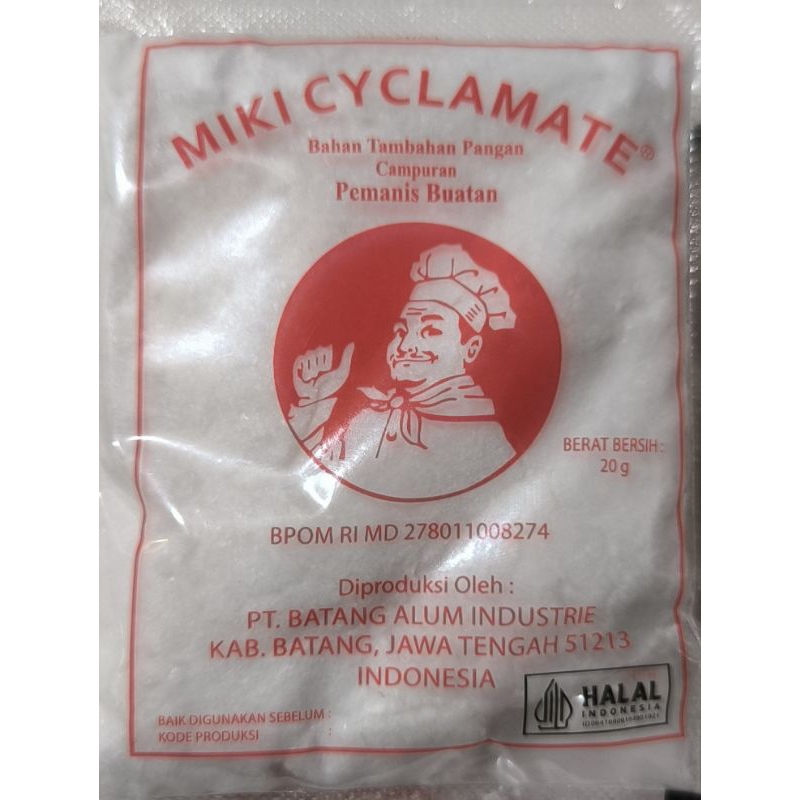 MIKI CYCLAMATE®
Bahan Tambahan Pangan
Campuran
Pemanis Buatan
BERAT BERSIH :
20 g
BPOM RI MD 278011008274
Diproduksi Oleh :
PT. BATANG ALUM INDUSTRIE
KAB. BATANG, JAWA TENGAH 51213
INDONESIA
HALAL
INDONESIA
BAIK DIGUNAKAN SEBELUM :
KODE PRODUKSI :